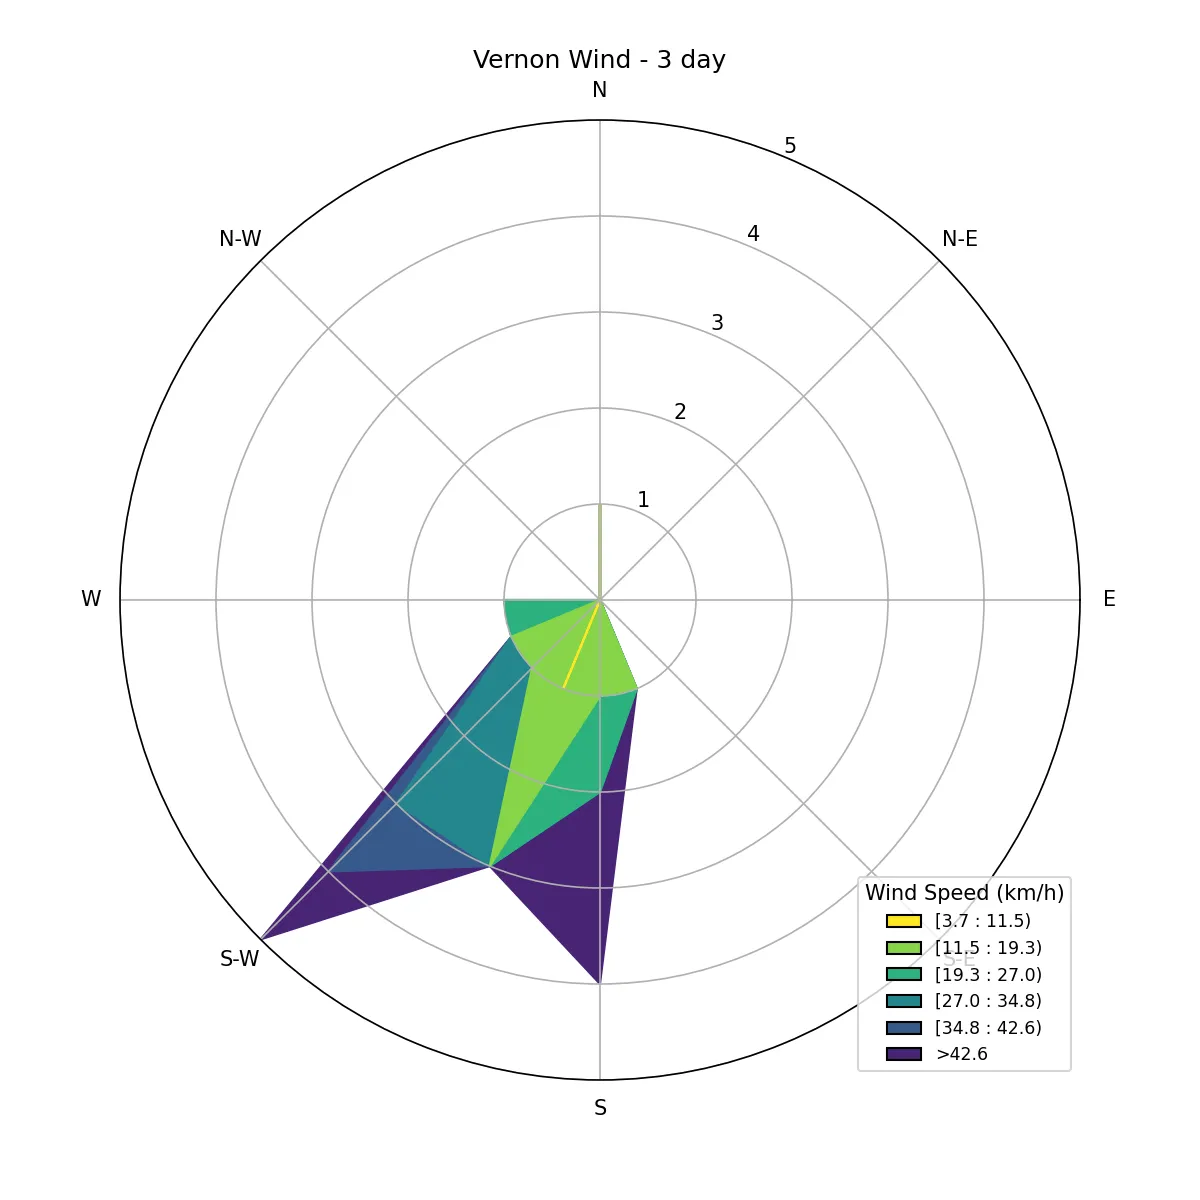 Vernon Wind - 3 day
N
5
N-W
4
N-E
3
2
1
W
E
S-W
S-E
S
Wind Speed (km/h)
[3.7 : 11.5)
[11.5 : 19.3)
[19.3 : 27.0)
[27.0 : 34.8)
[34.8 : 42.6)
>42.6